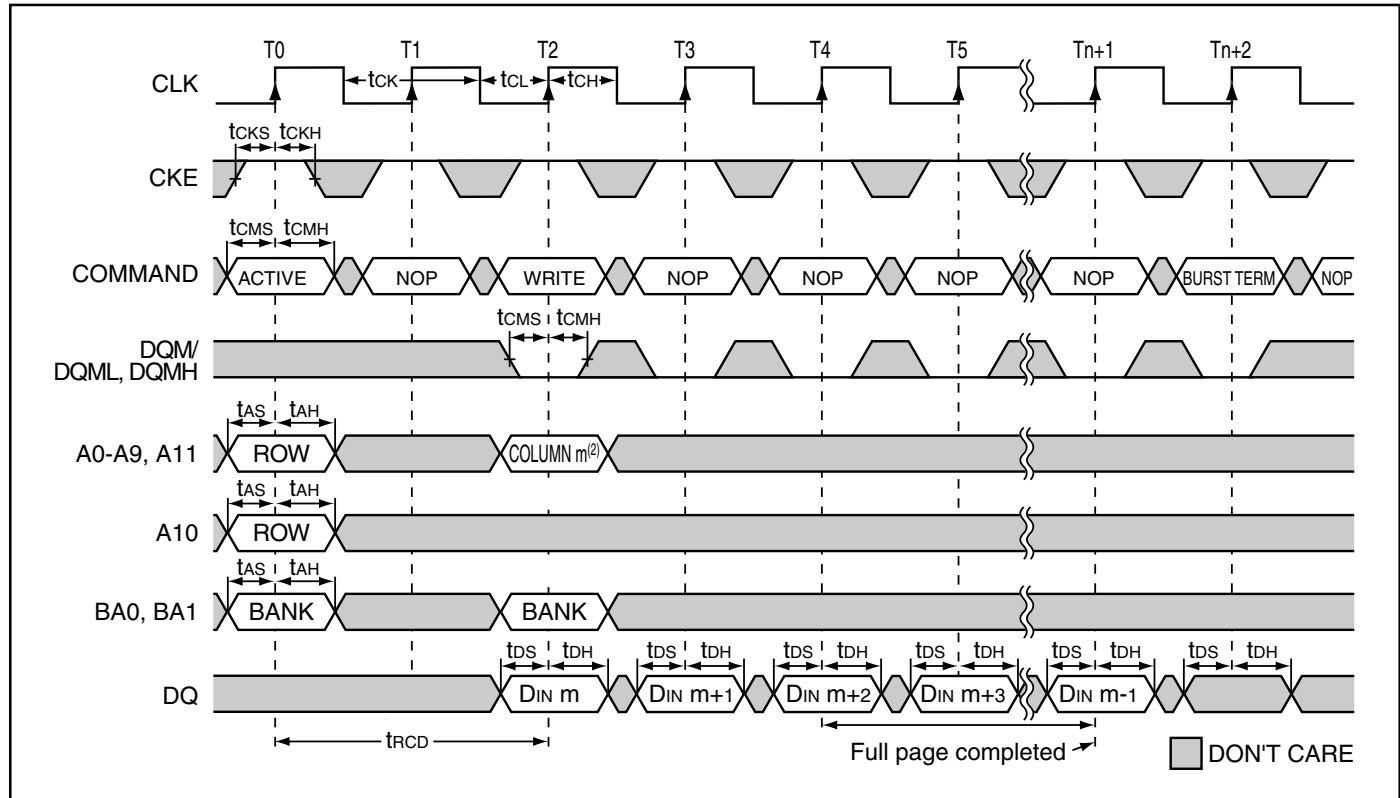 T0 T1 T2 T3 T4 T5 Tn+1 Tn+2
CLK
tCK tCL tCH
tCKS tCKH
CKE
tCMS tCMH
COMMAND ACTIVE NOP WRITE NOP NOP NOP NOP BURST TERM NOP
tCMS tCMH
DQM/
DQML, DQMH
tAS tAH
A0-A9, A11 ROW COLUMN m(2)
tAS tAH
A10 ROW
tAS tAH
BA0, BA1 BANK BANK
tDS tDH tDS tDH tDS tDH tDS tDH tDS tDH tDS tDH
DQ DIN m DIN m+1 DIN m+2 DIN m+3 DIN m-1
tRCD
Full page completed
DON'T CARE